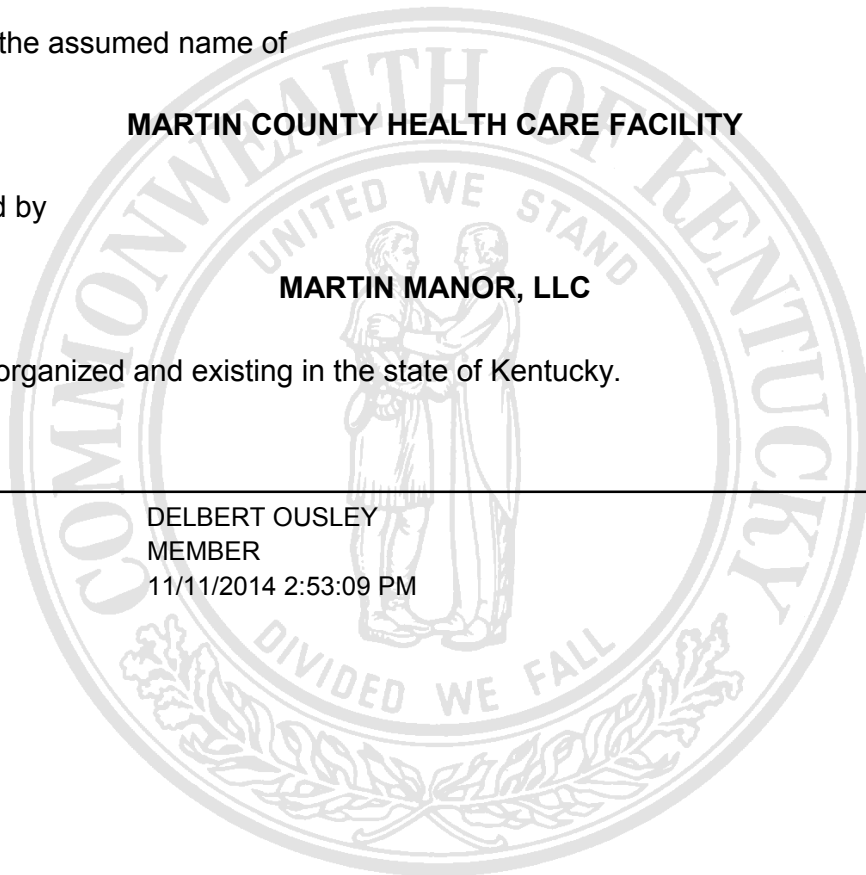 the assumed name of
MARTIN COUNTY HEALTH CARE FACILITY
d by
MARTIN MANOR, LLC
organized and existing in the state of Kentucky.
DELBERT OUSLEY
MEMBER
11/11/2014 2:53:09 PM
COMMONWEALTH OF KENTUCKY
UNITED WE STAND
DIVIDED WE FALL